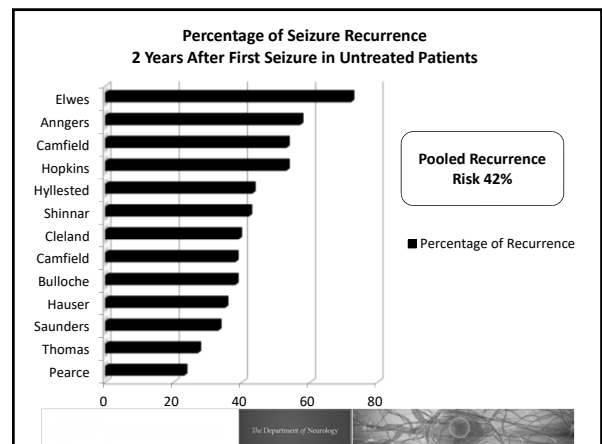 Percentage of Seizure Recurrence
2 Years After First Seizure in Untreated Patients
Elwes
Anngers
Camfield
Hopkins
Hyllested
Shinnar
Cleland
Camfield
Bulloche
Hauser
Saunders
Thomas
Pearce
0 20 40 60 80
Pooled Recurrence
Risk 42%
Percentage of Recurrence
The Department of Neurology